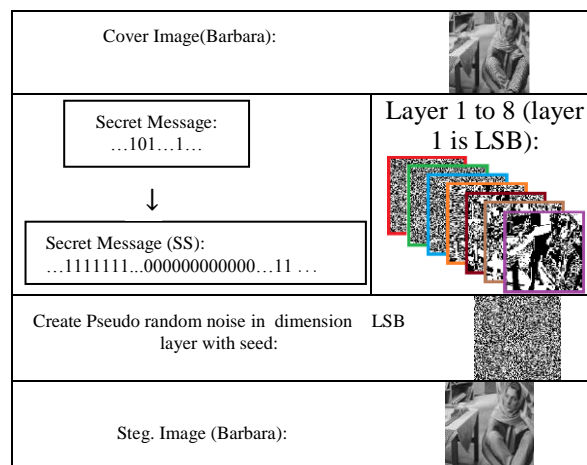 Cover Image(Barbara):
Secret Message:
…101…1…
↓
Secret Message (SS):
…1111111...000000000000…11 …
Layer 1 to 8 (layer
1 is LSB):
Create Pseudo random noise in dimension LSB
layer with seed:
Steg. Image (Barbara):